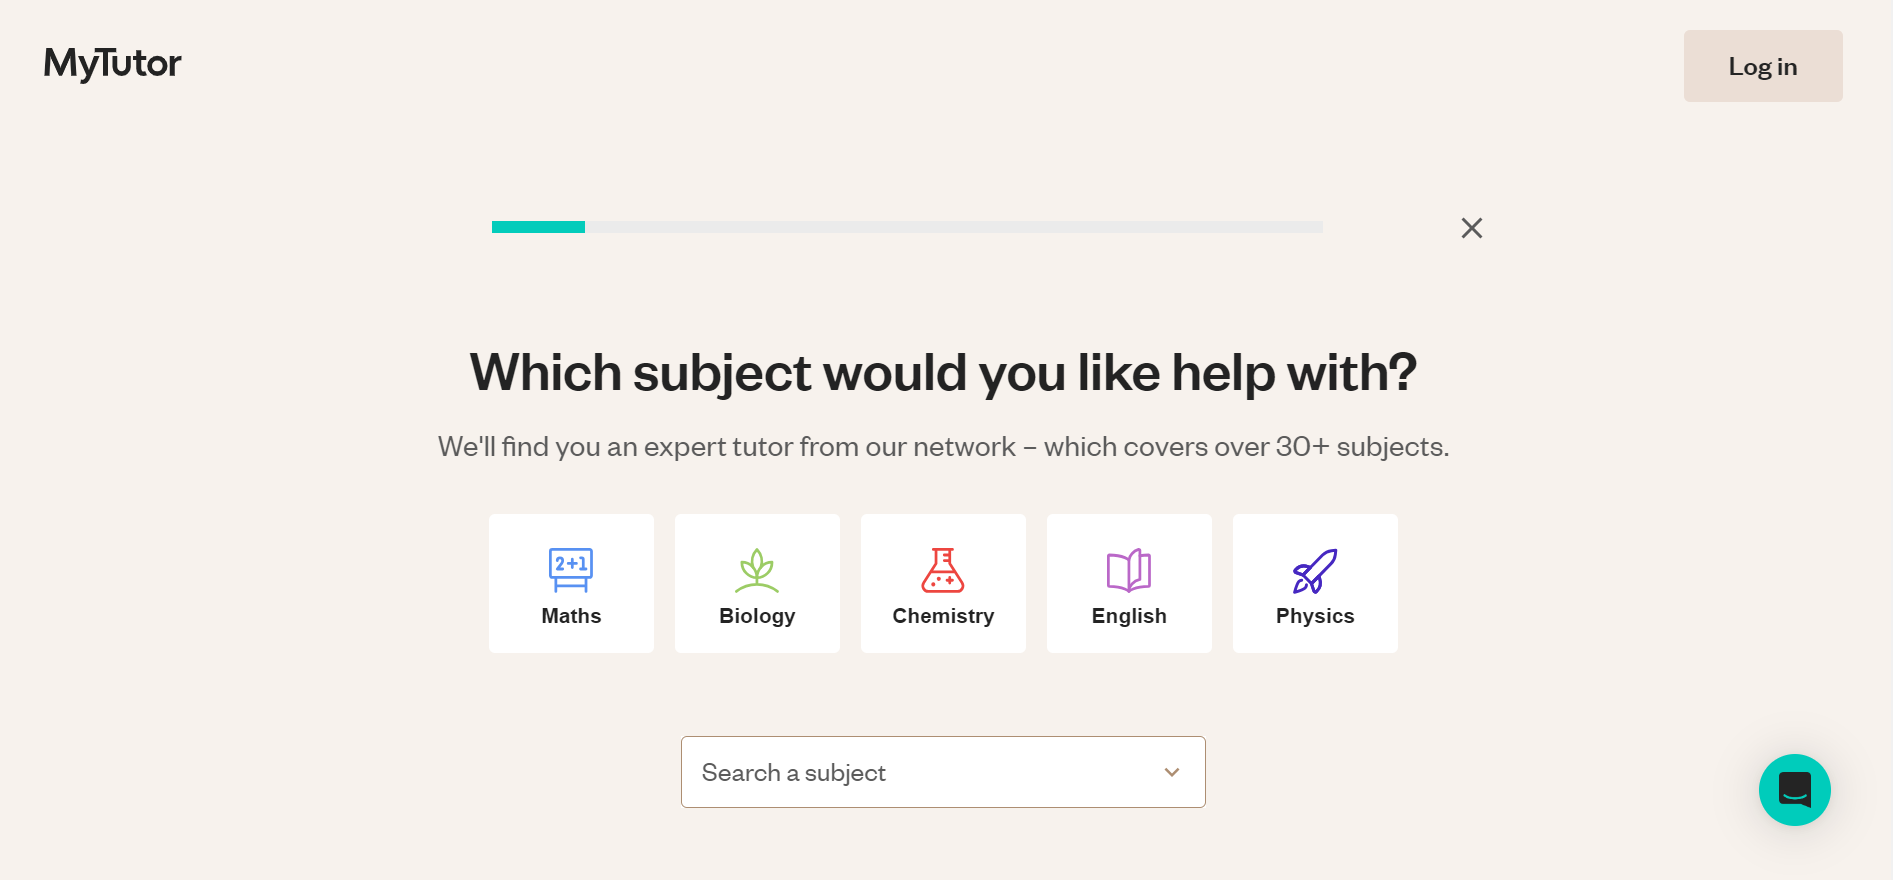 MyTutor
Log in
Which subject would you like help with?
We'll find you an expert tutor from our network – which covers over 30+ subjects.
2+1
Maths
Biology
Chemistry
English
Physics
Search a subject